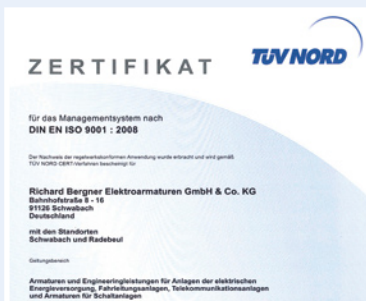 ZERTIFIKAT
TÜV NORD
für das Managementsystem nach
DIN EN ISO 9001 : 2008
Der Nachweis der regelwerkskonformen Anwendung wurde erbracht und wird gemäß
TÜV NORD CERT-Verfahren bescheinigt für
Richard Bergner Elektroarmaturen GmbH & Co. KG
Bahnhofstraße 8 - 16
91126 Schwabach
Deutschland
mit den Standorten
Schwabach und Radebeul
Geltungsbereich
Armaturen und Engineeringleistungen für Anlagen der elektrischen
Energieversorgung, Fahrleitungsanlagen, Telekommunikationsanlagen
und Armaturen für Schaltanlagen